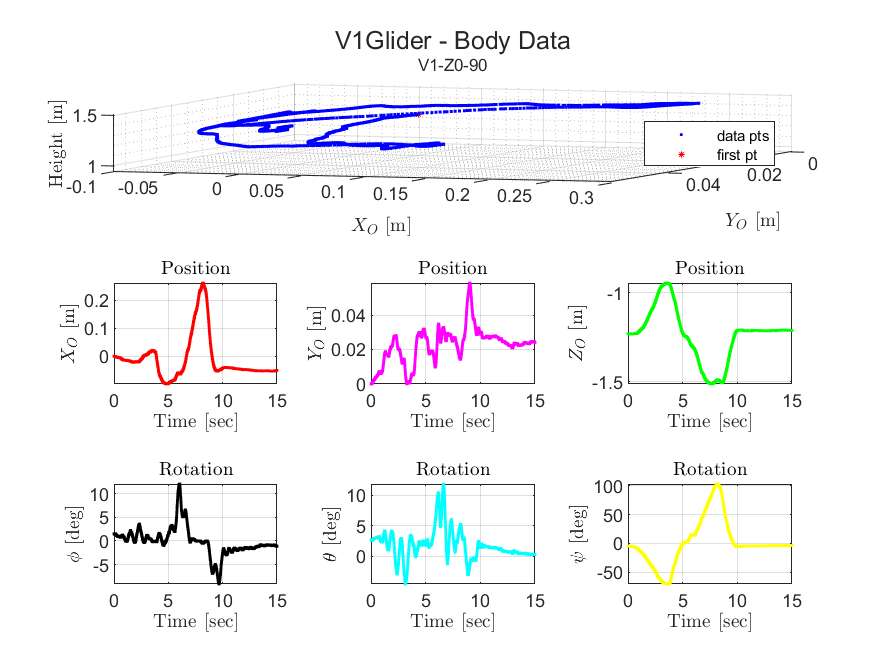 V1Glider - Body Data
V1-Z0-90
Height [m]
1.5
1
-0.1
-0.05
0
0.05
0.1
0.15
0.2
0.25
0.3
X_O [m]
0.04
0.02
0
Y_O [m]
data pts
first pt
Position
X_O [m]
0.2
0.1
0
0 5 10 15
Time [sec]
Position
Y_O [m]
0.04
0.02
0
0 5 10 15
Time [sec]
Position
Z_O [m]
-1
-1.5
0 5 10 15
Time [sec]
Rotation
ϕ [deg]
10
5
0
-5
0 5 10 15
Time [sec]
Rotation
θ [deg]
10
5
0
0 5 10 15
Time [sec]
Rotation
ψ [deg]
100
50
0
-50
0 5 10 15
Time [sec]